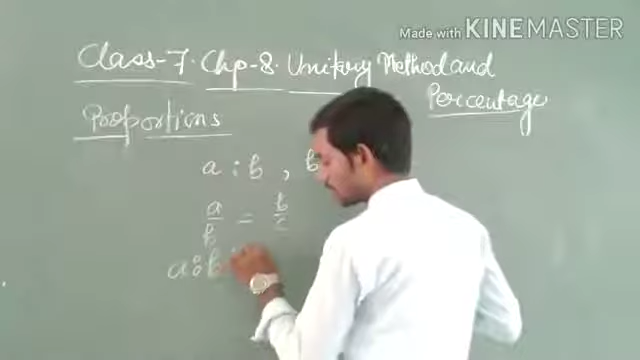 Made with KINEMASTER
Class-7. Chp-8. Unitary Method and
Percentage
Proportions
a : b , b
a/b = b/c
a : b